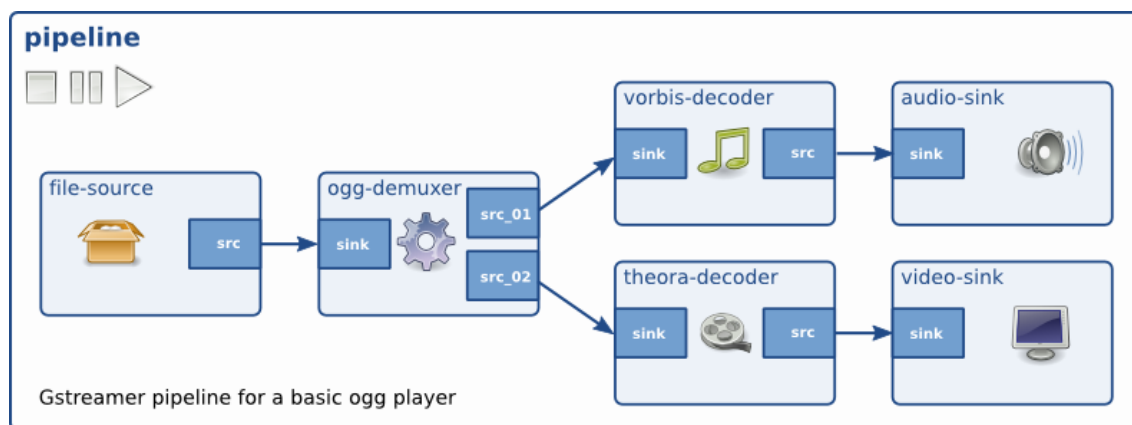 pipeline
file-source
src
ogg-demuxer
sink
src_01
src_02
vorbis-decoder
sink
src
audio-sink
sink
theora-decoder
sink
src
video-sink
sink
Gstreamer pipeline for a basic ogg player